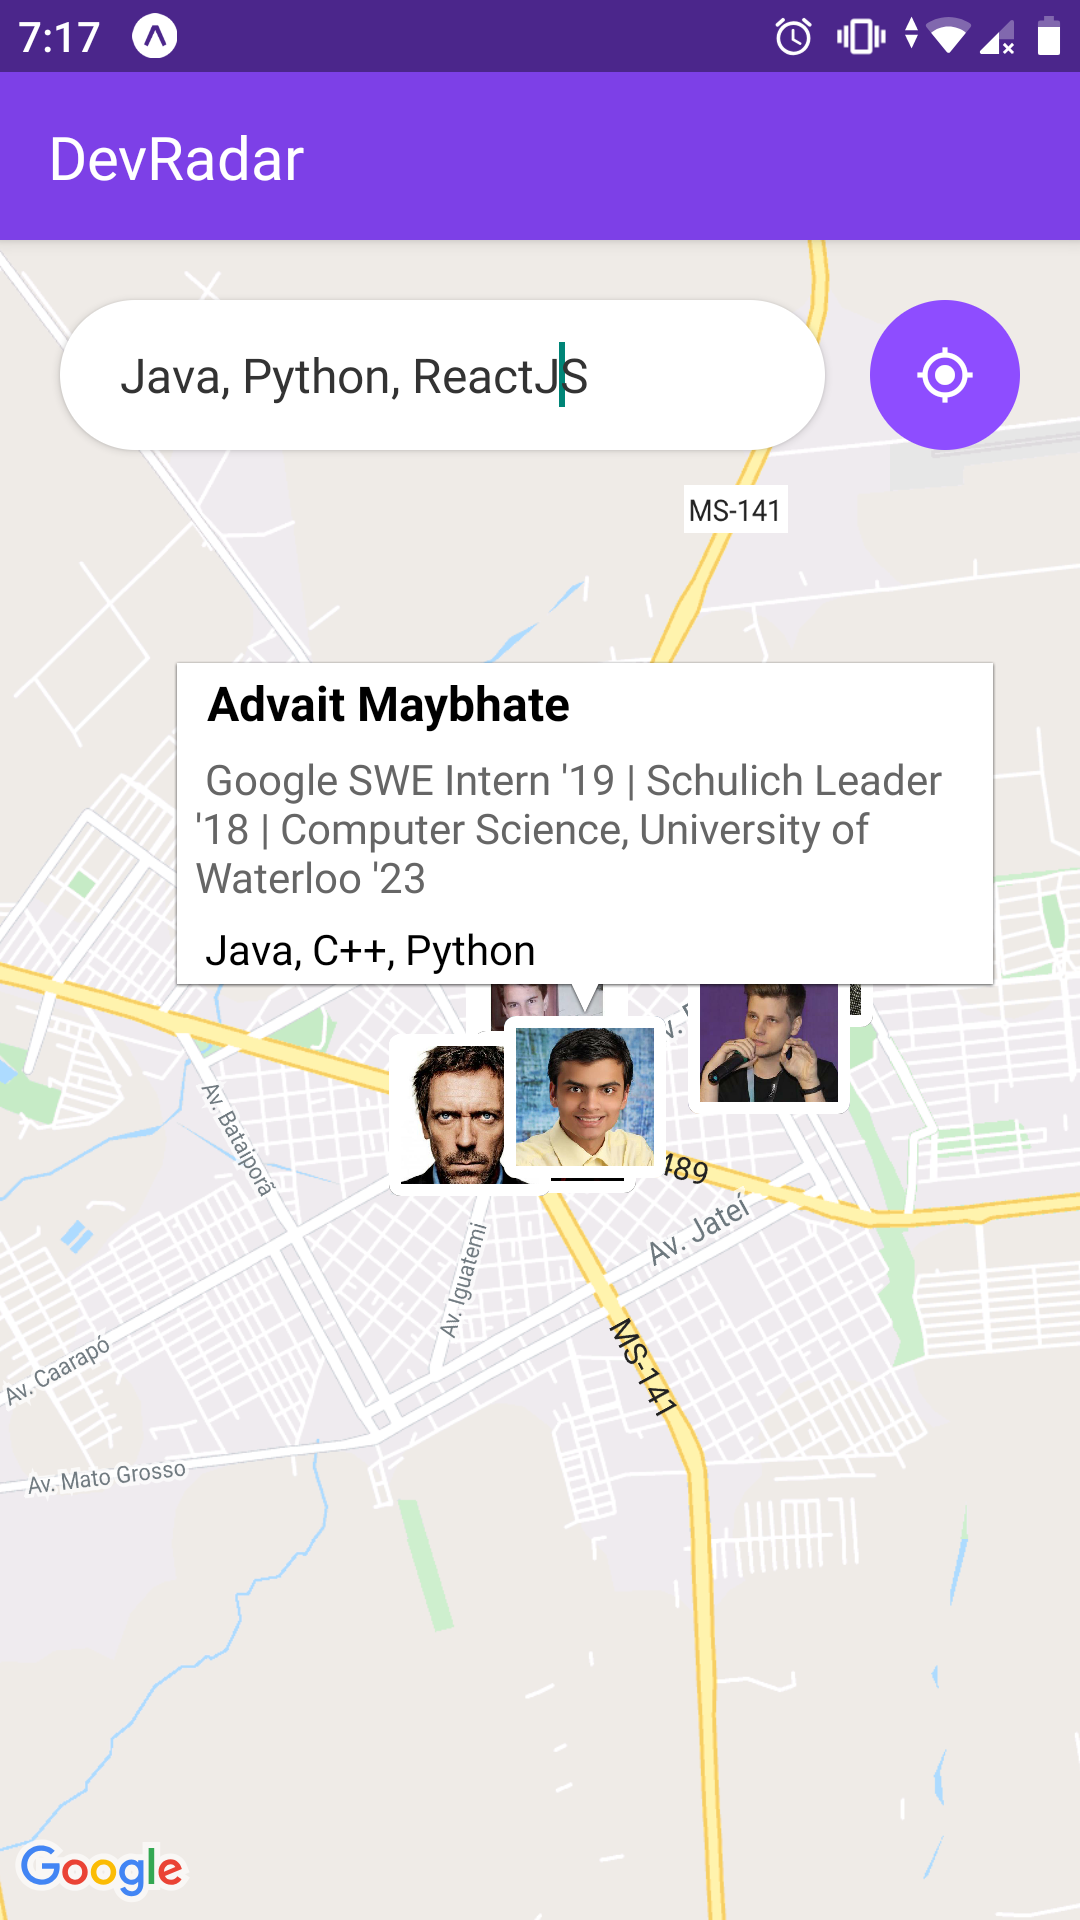 7:17
DevRadar
Java, Python, ReactJS
MS-141
Advait Maybhate
Google SWE Intern '19 | Schulich Leader
'18 | Computer Science, University of
Waterloo '23
Java, C++, Python
Av. Bataiporã
489
Av. Jateí
Av. Iguatemi
MS-141
Av. Caarapó
Av. Mato Grosso
Google